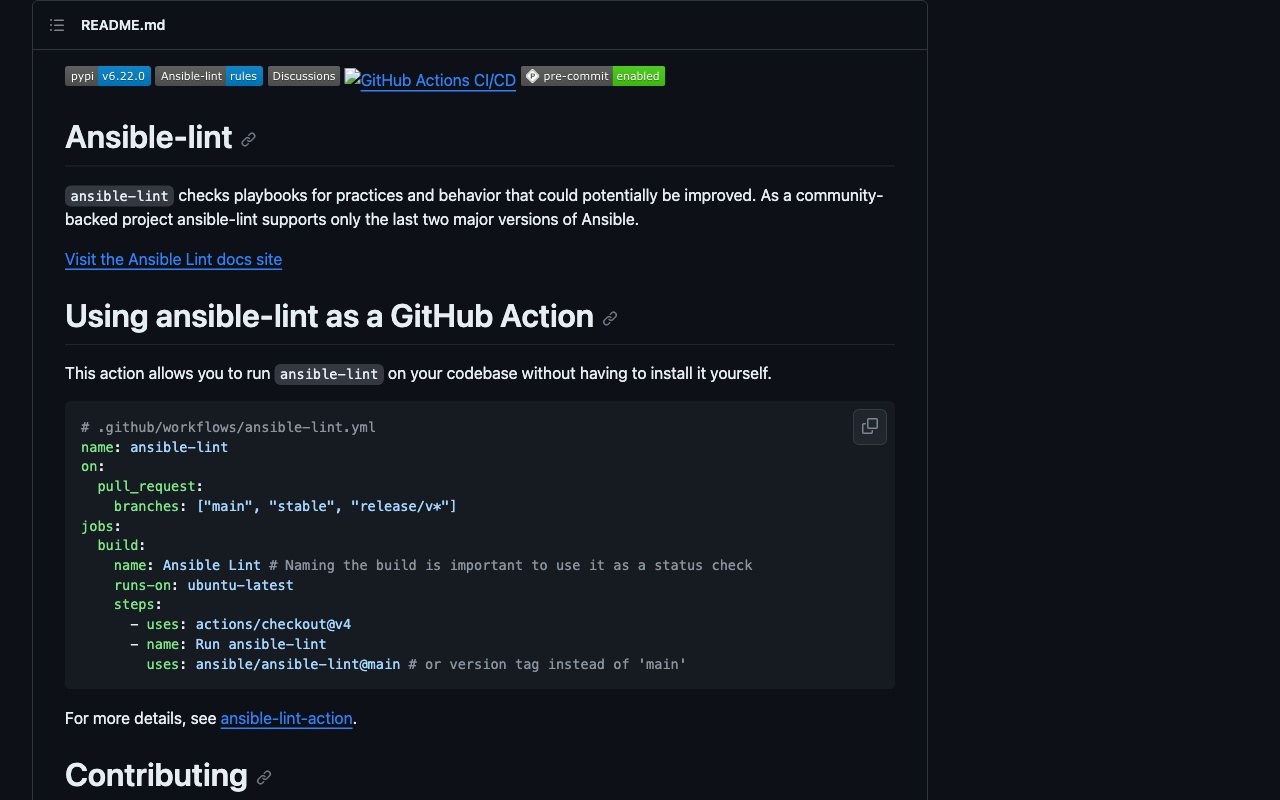 README.md
pypi v6.22.0 Ansible-lint rules Discussions GitHub Actions CI/CD pre-commit enabled
Ansible-lint
ansible-lint checks playbooks for practices and behavior that could potentially be improved. As a community-
backed project ansible-lint supports only the last two major versions of Ansible.
Visit the Ansible Lint docs site
Using ansible-lint as a GitHub Action
This action allows you to run ansible-lint on your codebase without having to install it yourself.
# .github/workflows/ansible-lint.yml
name: ansible-lint
on:
  pull_request:
    branches: ["main", "stable", "release/v*"]
jobs:
  build:
    name: Ansible Lint # Naming the build is important to use it as a status check
    runs-on: ubuntu-latest
    steps:
      - uses: actions/checkout@v4
      - name: Run ansible-lint
        uses: ansible/ansible-lint@main # or version tag instead of 'main'
For more details, see ansible-lint-action.
Contributing